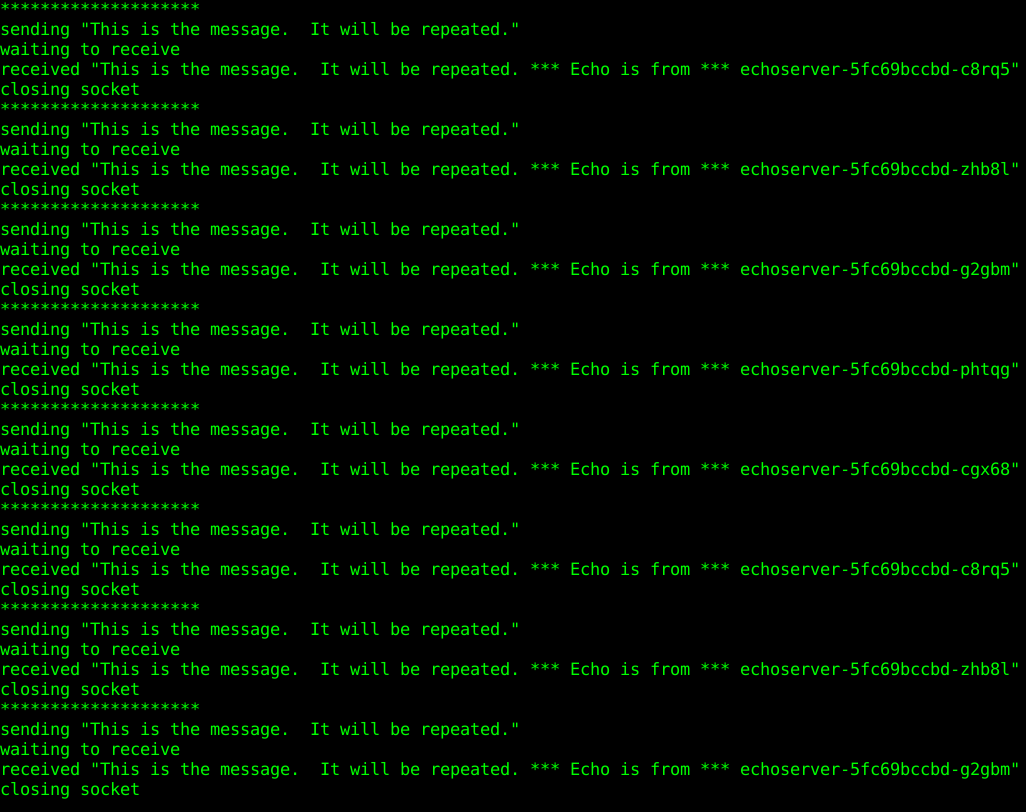 ********************
sending "This is the message.  It will be repeated."
waiting to receive
received "This is the message.  It will be repeated. *** Echo is from *** echoserver-5fc69bccbd-c8rq5"
closing socket
********************
sending "This is the message.  It will be repeated."
waiting to receive
received "This is the message.  It will be repeated. *** Echo is from *** echoserver-5fc69bccbd-zhb8l"
closing socket
********************
sending "This is the message.  It will be repeated."
waiting to receive
received "This is the message.  It will be repeated. *** Echo is from *** echoserver-5fc69bccbd-g2gbm"
closing socket
********************
sending "This is the message.  It will be repeated."
waiting to receive
received "This is the message.  It will be repeated. *** Echo is from *** echoserver-5fc69bccbd-phtqg"
closing socket
********************
sending "This is the message.  It will be repeated."
waiting to receive
received "This is the message.  It will be repeated. *** Echo is from *** echoserver-5fc69bccbd-cgx68"
closing socket
********************
sending "This is the message.  It will be repeated."
waiting to receive
received "This is the message.  It will be repeated. *** Echo is from *** echoserver-5fc69bccbd-c8rq5"
closing socket
********************
sending "This is the message.  It will be repeated."
waiting to receive
received "This is the message.  It will be repeated. *** Echo is from *** echoserver-5fc69bccbd-zhb8l"
closing socket
********************
sending "This is the message.  It will be repeated."
waiting to receive
received "This is the message.  It will be repeated. *** Echo is from *** echoserver-5fc69bccbd-g2gbm"
closing socket